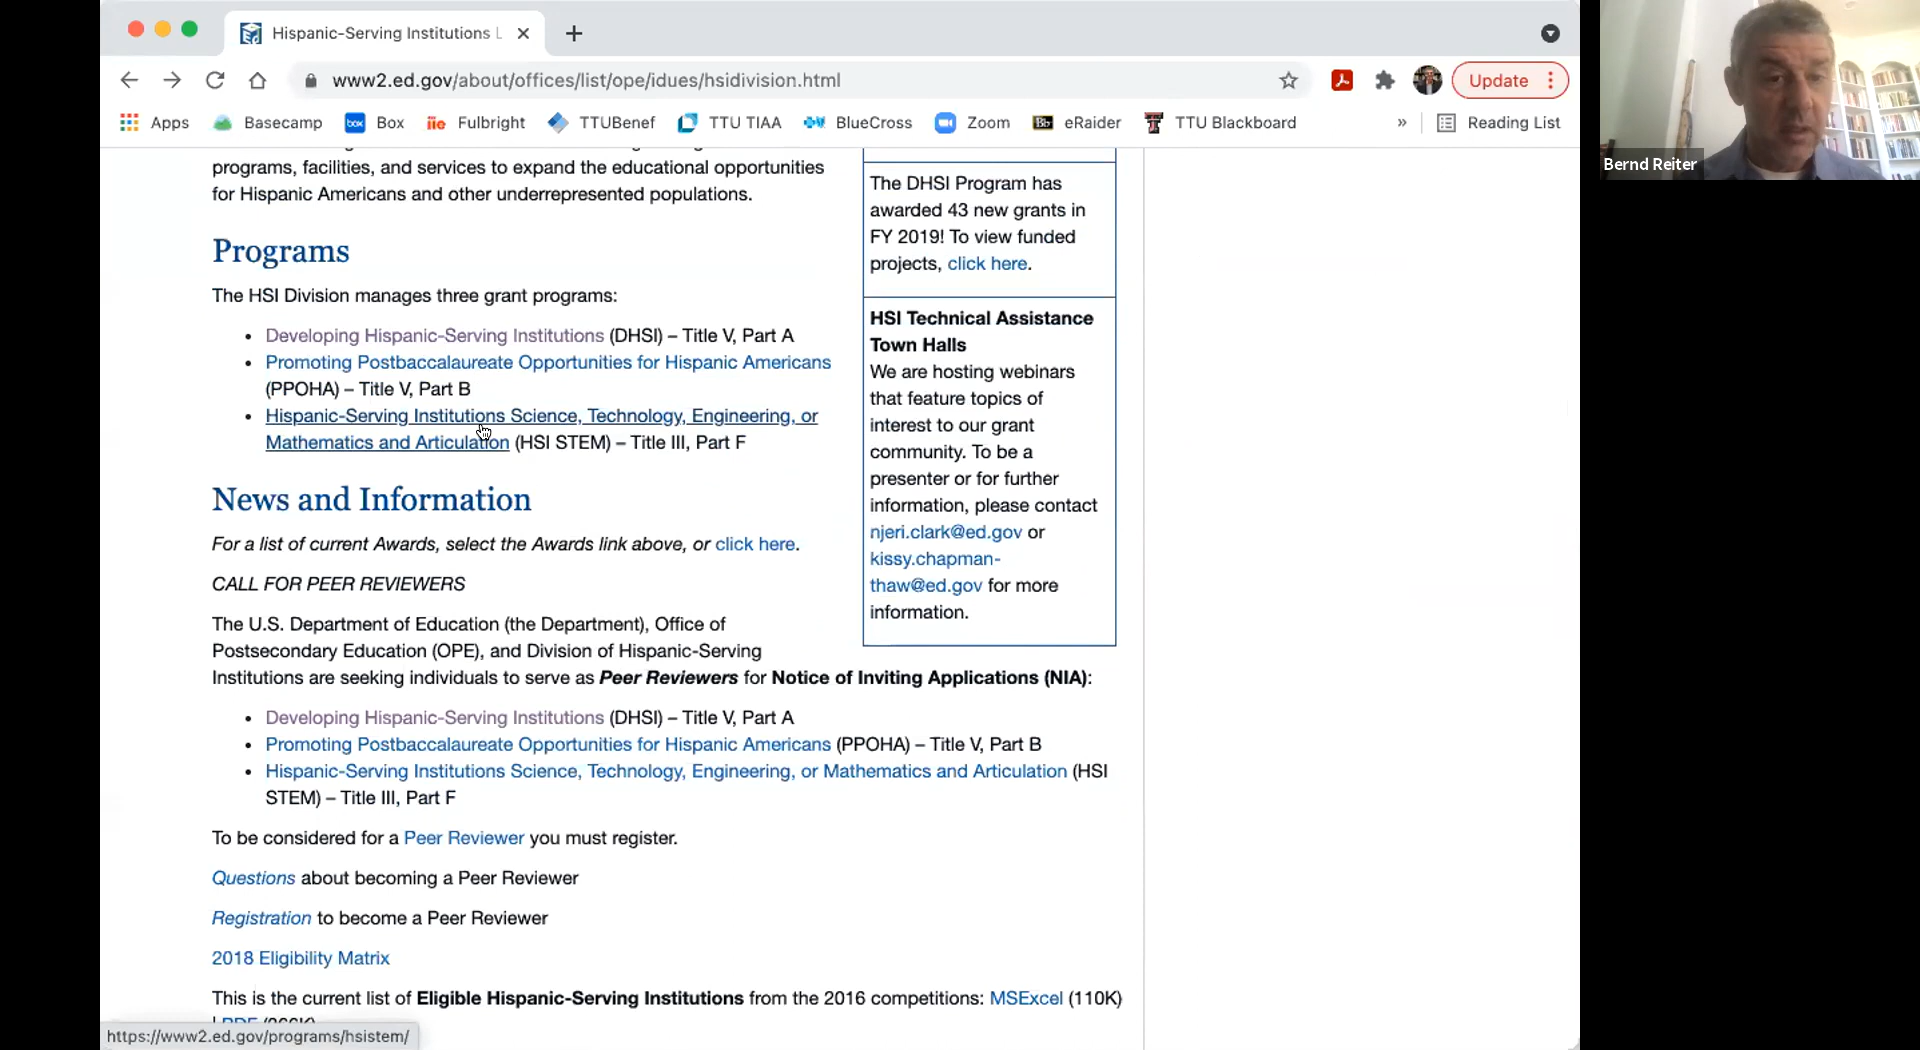 Hispanic-Serving Institutions L
www2.ed.gov/about/offices/list/ope/idues/hsidivision.html
Update
Apps Basecamp box Box iie Fulbright TTUBenef TTU TIAA BlueCross Zoom Bb eRaider TTU Blackboard » Reading List
Bernd Reiter
programs, facilities, and services to expand the educational opportunities
for Hispanic Americans and other underrepresented populations.
Programs
The HSI Division manages three grant programs:
• Developing Hispanic-Serving Institutions (DHSI) – Title V, Part A
• Promoting Postbaccalaureate Opportunities for Hispanic Americans
(PPOHA) – Title V, Part B
• Hispanic-Serving Institutions Science, Technology, Engineering, or
Mathematics and Articulation (HSI STEM) – Title III, Part F
The DHSI Program has
awarded 43 new grants in
FY 2019! To view funded
projects, click here.
HSI Technical Assistance
Town Halls
We are hosting webinars
that feature topics of
interest to our grant
community. To be a
presenter or for further
information, please contact
njeri.clark@ed.gov or
kissy.chapman-
thaw@ed.gov for more
information.
News and Information
For a list of current Awards, select the Awards link above, or click here.
CALL FOR PEER REVIEWERS
The U.S. Department of Education (the Department), Office of
Postsecondary Education (OPE), and Division of Hispanic-Serving
Institutions are seeking individuals to serve as Peer Reviewers for Notice of Inviting Applications (NIA):
• Developing Hispanic-Serving Institutions (DHSI) – Title V, Part A
• Promoting Postbaccalaureate Opportunities for Hispanic Americans (PPOHA) – Title V, Part B
• Hispanic-Serving Institutions Science, Technology, Engineering, or Mathematics and Articulation (HSI
STEM) – Title III, Part F
To be considered for a Peer Reviewer you must register.
Questions about becoming a Peer Reviewer
Registration to become a Peer Reviewer
2018 Eligibility Matrix
This is the current list of Eligible Hispanic-Serving Institutions from the 2016 competitions: MSExcel (110K)
https://www2.ed.gov/programs/hsistem/